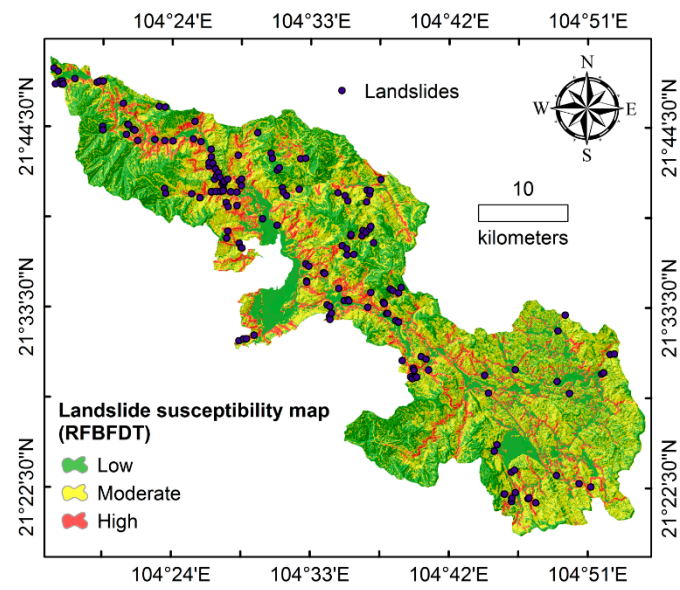 104°24'E 104°33'E 104°42'E 104°51'E
N
W E
S
Landslides
21°44'30"N 21°44'30"N
10
kilometers
21°33'30"N 21°33'30"N
Landslide susceptibility map
(RFBFDT)
Low
Moderate
High
21°22'30"N 21°22'30"N
104°24'E 104°33'E 104°42'E 104°51'E